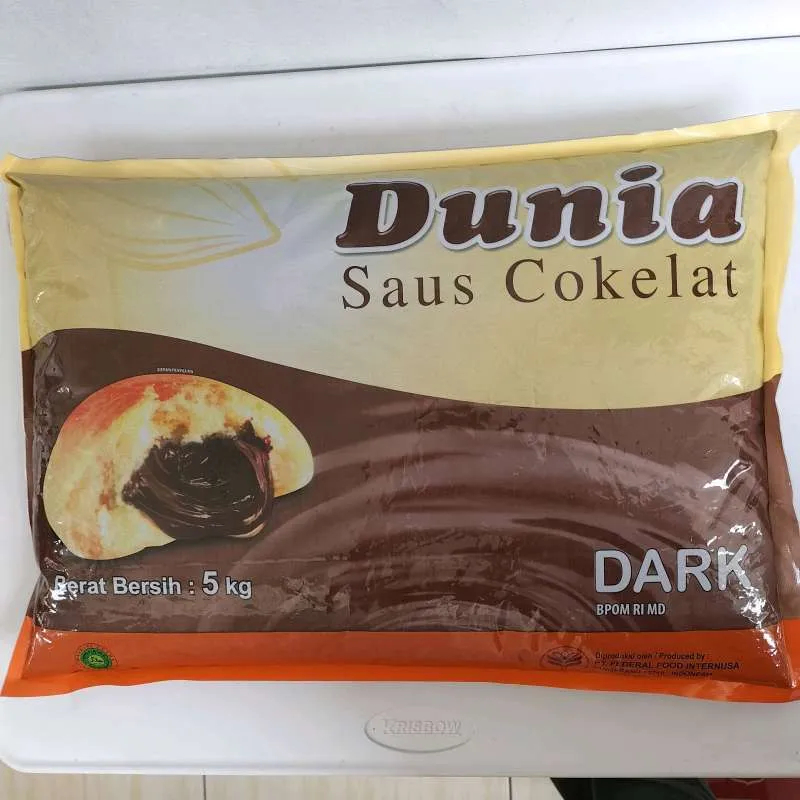 Dunia
Saus Cokelat
Berat Bersih : 5 kg
DARK
BPOM RI MD
Diproduksi oleh / Produced by :
PT. FEDERAL FOOD INTERNUSA
KRISBOW